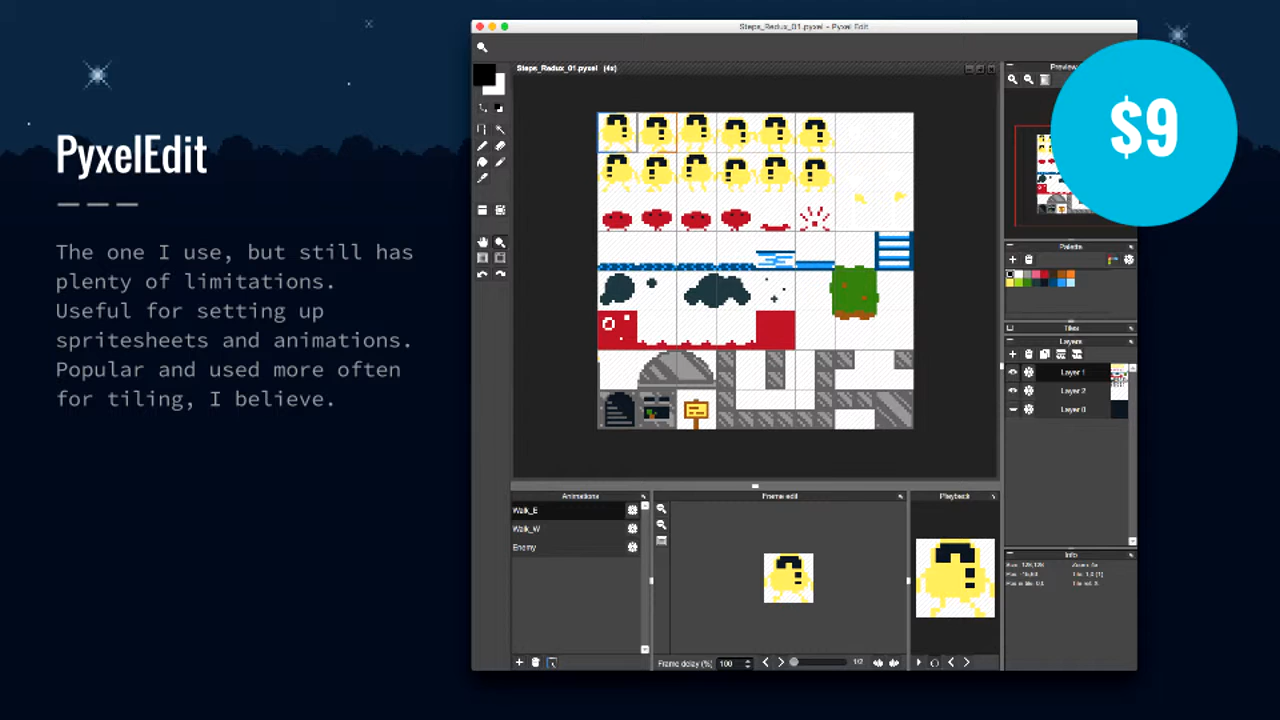 Steps_Redux_01.pyxel - Pyxel Edit
Steps_Redux_01.pyxel (4x)
Preview
$9
PyxelEdit
The one I use, but still has
plenty of limitations.
Useful for setting up
spritesheets and animations.
Popular and used more often
for tiling, I believe.
Palette
Tiles
Layers
Layer 1
Layer 2
Layer 0
Animations
Frame edit
Playback
Walk_E
Walk_W
Enemy
Info
Frame delay (%) 100
1/2